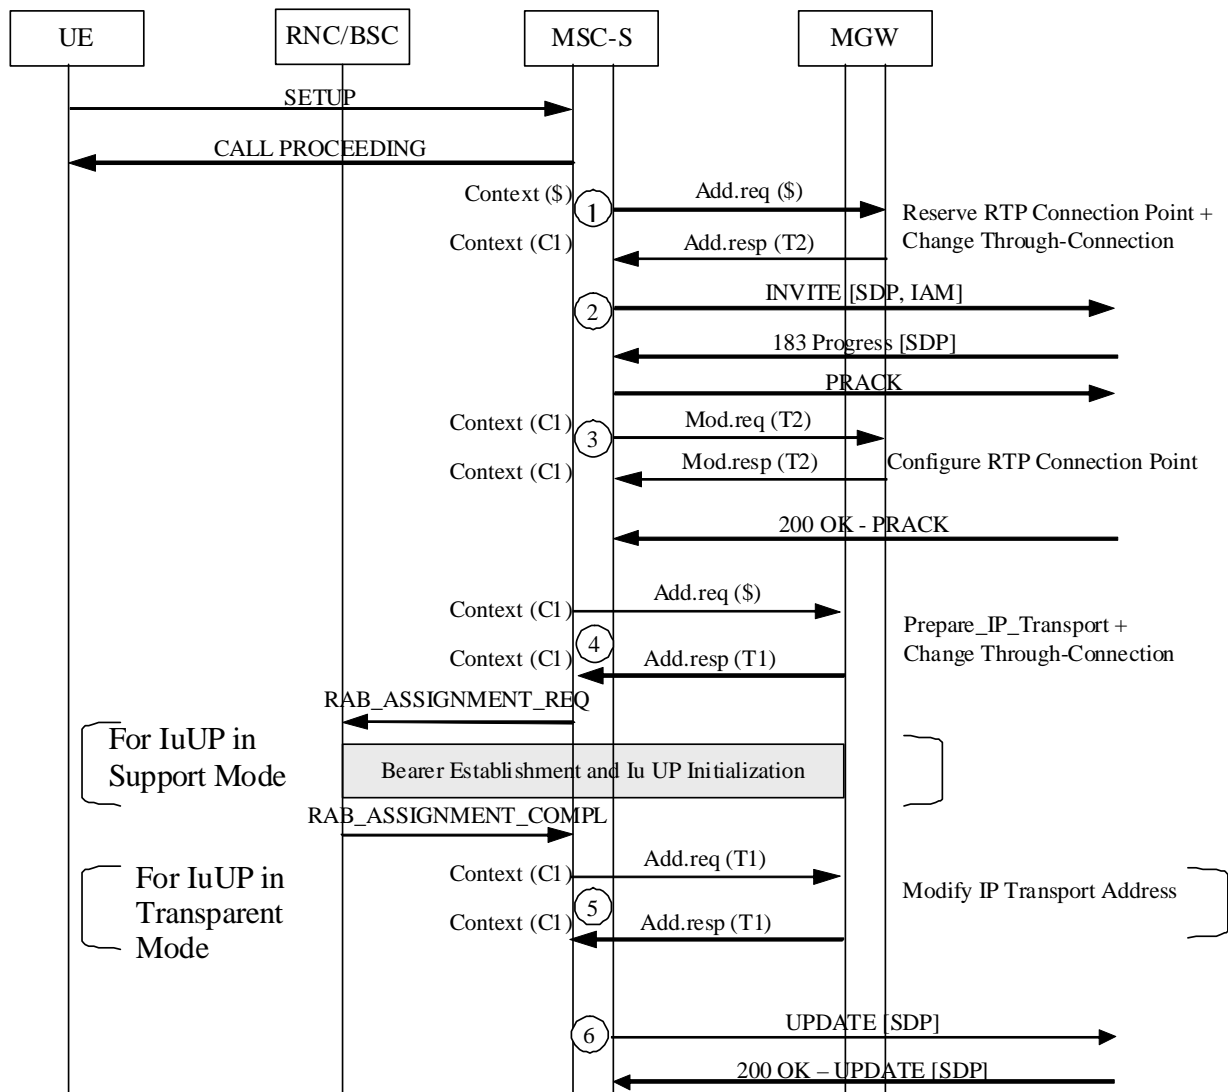 UE
RNC/BSC
MSC-S
MGW
SETUP
CALL PROCEEDING
Context ($)
1
Add.req ($)
Reserve RTP Connection Point +
Change Through-Connection
Context (C1)
Add.resp (T2)
INVITE [SDP, IAM]
2
183 Progress [SDP]
PRACK
Context (C1)
3
Mod.req (T2)
Context (C1)
Mod.resp (T2)
Configure RTP Connection Point
200 OK - PRACK
Context (C1)
Add.req ($)
4
Prepare_IP_Transport +
Change Through-Connection
Context (C1)
Add.resp (T1)
RAB_ASSIGNMENT_REQ
For IuUP in
Support Mode
Bearer Establishment and Iu UP Initialization
RAB_ASSIGNMENT_COMPL
For IuUP in
Transparent
Mode
Context (C1)
Add.req (T1)
5
Modify IP Transport Address
Context (C1)
Add.resp (T1)
6
UPDATE [SDP]
200 OK – UPDATE [SDP]